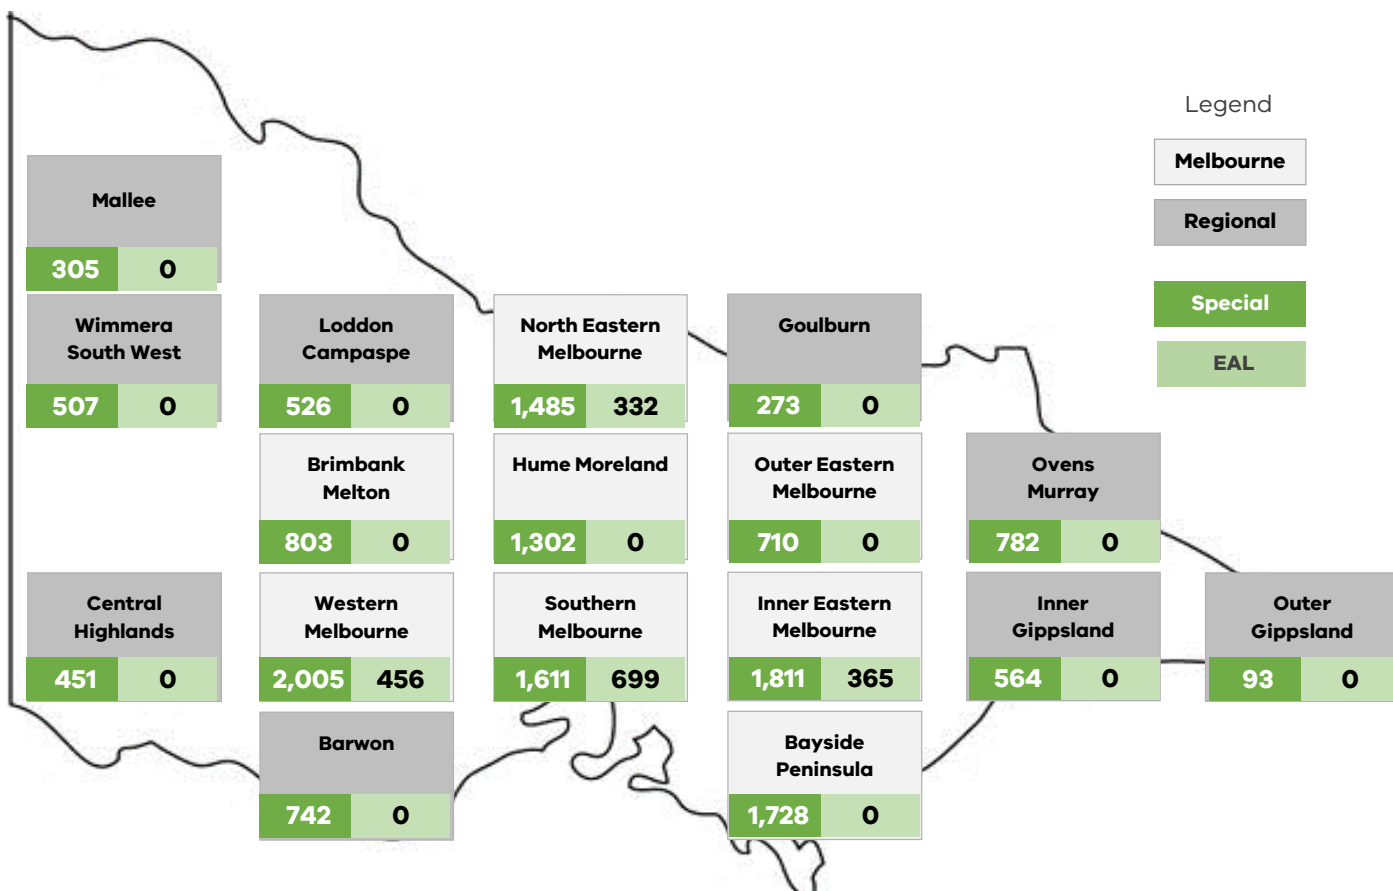 Legend
Melbourne
Regional
Special
EAL
Mallee
305 0
Wimmera
South West
507 0
Loddon
Campaspe
526 0
North Eastern
Melbourne
1,485 332
Goulburn
273 0
Brimbank
Melton
803 0
Hume Moreland
1,302 0
Outer Eastern
Melbourne
710 0
Ovens
Murray
782 0
Central
Highlands
451 0
Western
Melbourne
2,005 456
Southern
Melbourne
1,611 699
Inner Eastern
Melbourne
1,811 365
Inner
Gippsland
564 0
Outer
Gippsland
93 0
Barwon
742 0
Bayside
Peninsula
1,728 0